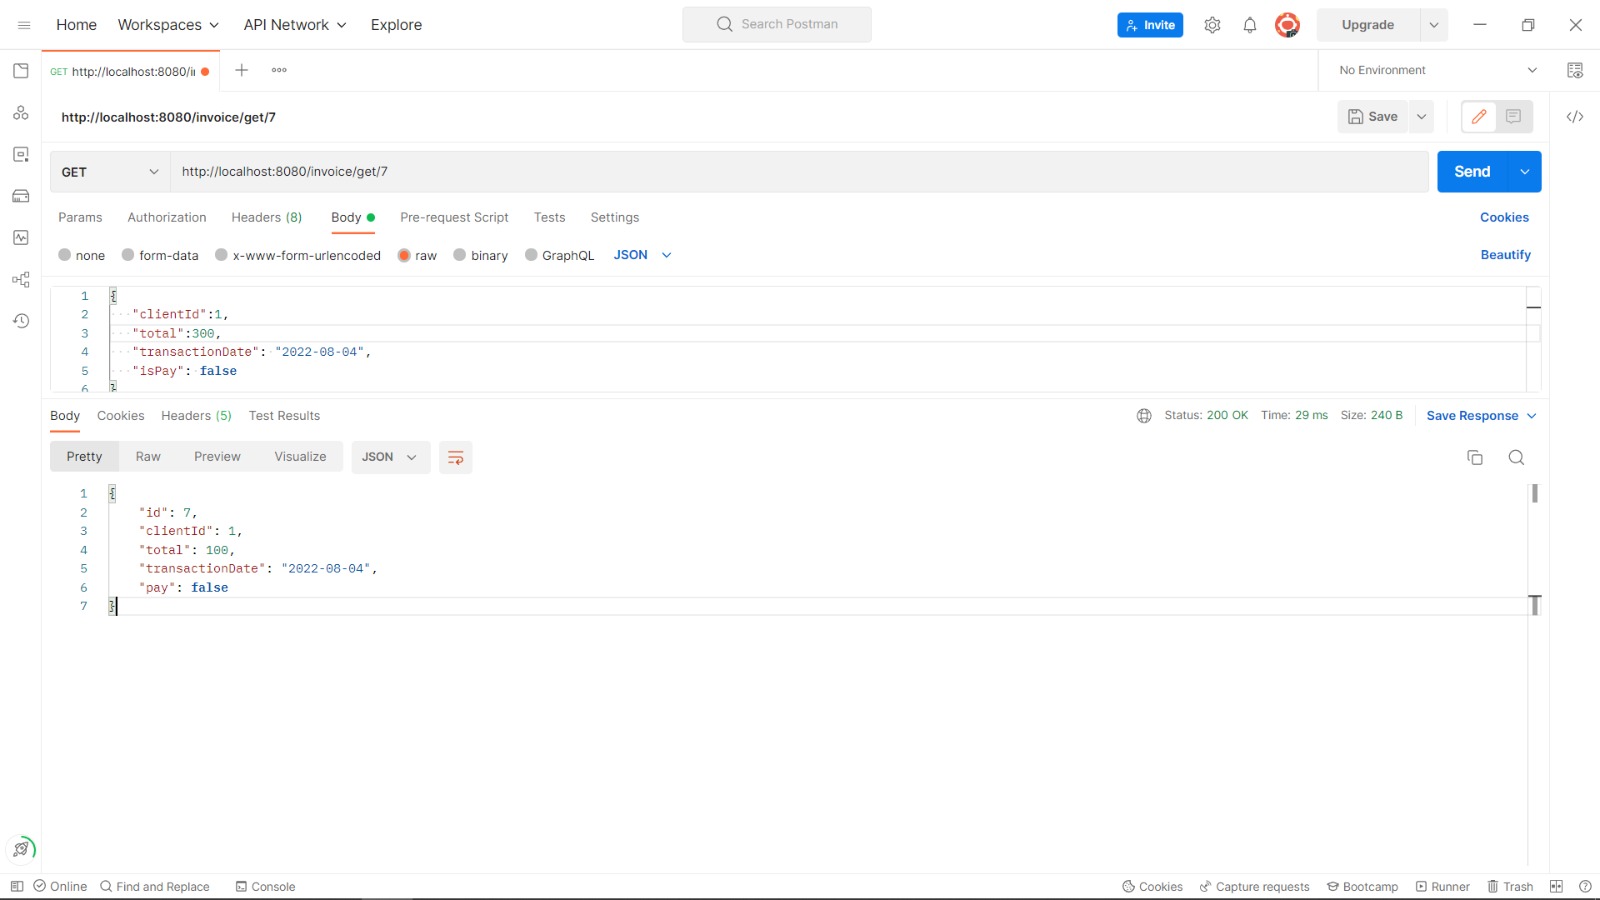 Home Workspaces API Network Explore Search Postman Invite Upgrade
GET http://localhost:8080/i No Environment
http://localhost:8080/invoice/get/7 Save
GET http://localhost:8080/invoice/get/7 Send
Params Authorization Headers (8) Body Pre-request Script Tests Settings Cookies
none form-data x-www-form-urlencoded raw binary GraphQL JSON Beautify
1 {
2 "clientId":1,
3 "total":300,
4 "transactionDate": "2022-08-04",
5 "isPay": false
6 }
Body Cookies Headers (5) Test Results Status: 200 OK Time: 29 ms Size: 240 B Save Response
Pretty Raw Preview Visualize JSON
1 {
2 "id": 7,
3 "clientId": 1,
4 "total": 100,
5 "transactionDate": "2022-08-04",
6 "pay": false
7 }
Online Find and Replace Console Cookies Capture requests Bootcamp Runner Trash